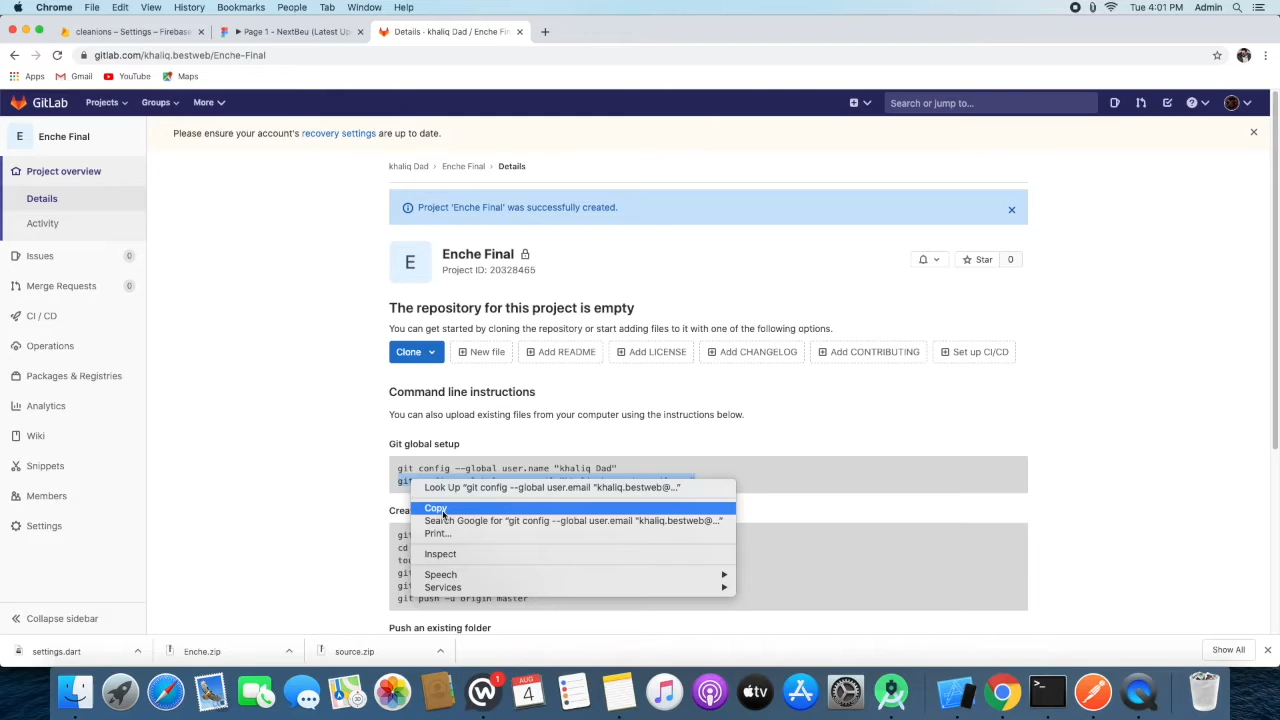 Chrome File Edit View History Bookmarks People Tab Window Help Tue 4:01 PM Admin
cleanions – Settings – Firebase Page 1 – NextBeu (Latest Up Details · khaliq Dad / Enche Fin
gitlab.com/khaliq.bestweb/Enche-Final
Apps Gmail YouTube Maps
GitLab Projects Groups More Search or jump to...
E Enche Final
Please ensure your account's recovery settings are up to date.
khaliq Dad › Enche Final › Details
Project overview
Details
Activity
Issues 0
Merge Requests 0
CI / CD
Operations
Packages & Registries
Analytics
Wiki
Snippets
Members
Settings
Collapse sidebar
Project 'Enche Final' was successfully created.
E Enche Final
Project ID: 20328465
Star 0
The repository for this project is empty
You can get started by cloning the repository or start adding files to it with one of the following options.
Clone New file Add README Add LICENSE Add CHANGELOG Add CONTRIBUTING Set up CI/CD
Command line instructions
You can also upload existing files from your computer using the instructions below.
Git global setup
git config --global user.name "khaliq Dad"
Look Up “git config --global user.email "khaliq.bestweb@...”
Copy
Search Google for “git config --global user.email "khaliq.bestweb@...”
Print...
Inspect
Speech
Services
Crea
cd
git push -u origin master
Push an existing folder
settings.dart Enche.zip source.zip Show All
1
AUG
4